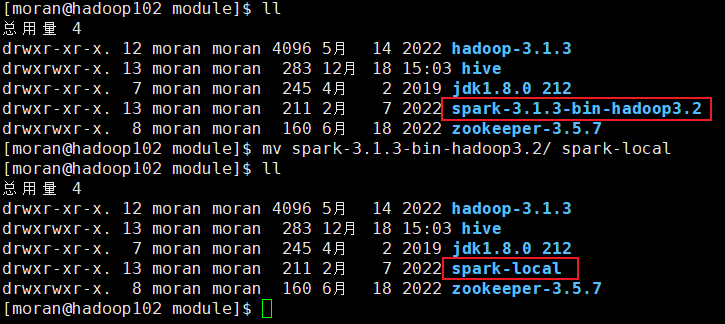 [moran@hadoop102 module]$ ll
总用量 4
drwxr-xr-x. 12 moran moran 4096 5月  14 2022 hadoop-3.1.3
drwxrwxr-x. 13 moran moran  283 12月 18 15:03 hive
drwxr-xr-x.  7 moran moran  245 4月   2 2019 jdk1.8.0_212
drwxr-xr-x. 13 moran moran  211 2月   7 2022 spark-3.1.3-bin-hadoop3.2
drwxrwxr-x.  8 moran moran  160 6月  18 2022 zookeeper-3.5.7
[moran@hadoop102 module]$ mv spark-3.1.3-bin-hadoop3.2/ spark-local
[moran@hadoop102 module]$ ll
总用量 4
drwxr-xr-x. 12 moran moran 4096 5月  14 2022 hadoop-3.1.3
drwxrwxr-x. 13 moran moran  283 12月 18 15:03 hive
drwxr-xr-x.  7 moran moran  245 4月   2 2019 jdk1.8.0_212
drwxr-xr-x. 13 moran moran  211 2月   7 2022 spark-local
drwxrwxr-x.  8 moran moran  160 6月  18 2022 zookeeper-3.5.7
[moran@hadoop102 module]$